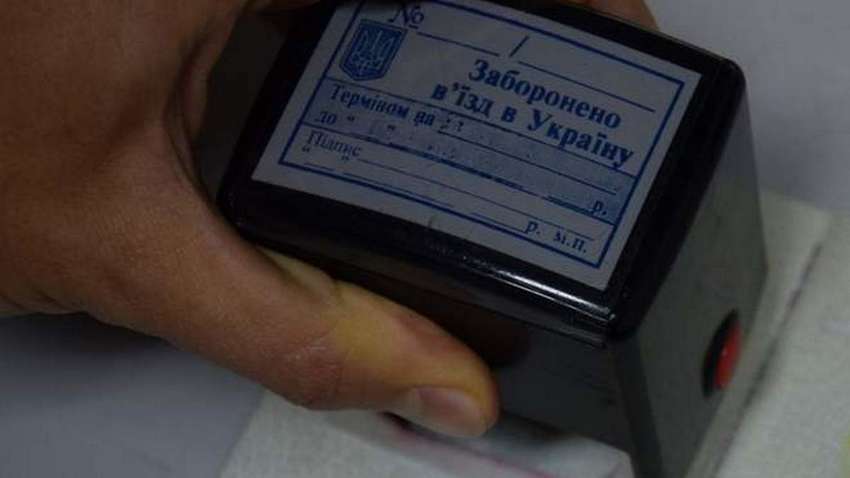 № /
Заборонено
в'їзд в Україну
Терміном на
до " "
р.
Підпис
" "
р. м.п.